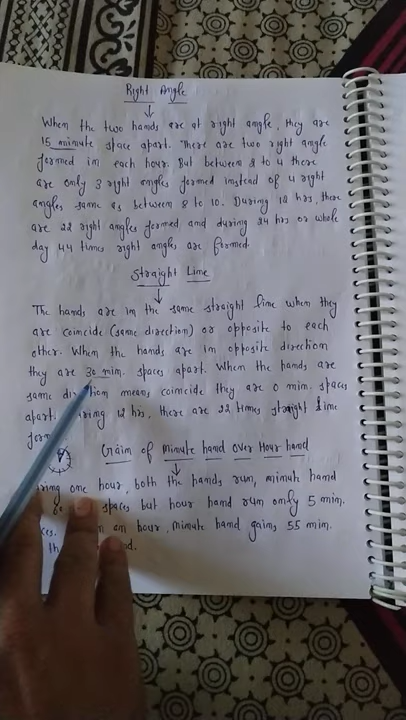 Right Angle
When the two hands are at right angle, they are
15 minute space apart. There are two right angle
formed in each hour. But between 2 to 4 there
are only 3 right angles formed instead of 4 right
angles same as between 8 to 10. During 12 hrs, there
are 22 right angles formed and during 24 hrs or whole
day 44 times right angles are formed.
Straight Line
The hands are in the same straight line when they
are coincide (same direction) or opposite to each
other. When the hands are in opposite direction
they are 30 min. spaces apart. When the hands are
same means coincide they are 0 min. spaces
apart. 12 hrs, there are 22 times straight line
Gain of Minute hand Over Hour hand
one hour, both the hands run, minute hand
spaces but hour hand run only 5 min.
an hour, minute hand gains 55 min.